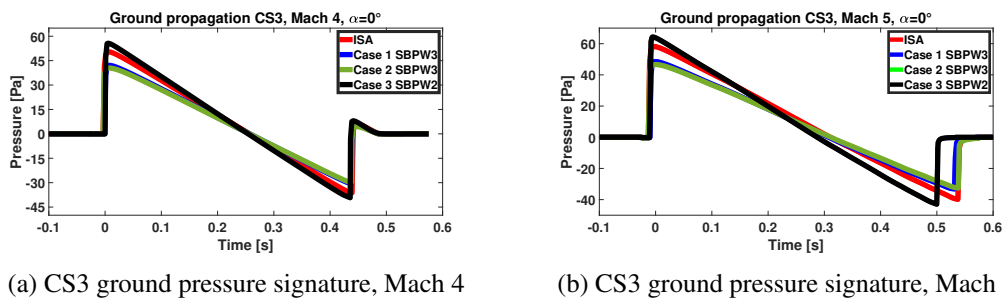 Ground propagation CS3, Mach 4, α=0°
Pressure [Pa]
60
45
30
15
0
-15
-30
-45
ISA
Case 1 SBPW3
Case 2 SBPW3
Case 3 SBPW2
-0.1 0 0.1 0.2 0.3 0.4 0.5 0.6
Time [s]
(a) CS3 ground pressure signature, Mach 4
Ground propagation CS3, Mach 5, α=0°
Pressure [Pa]
60
40
20
0
-20
-40
ISA
Case 1 SBPW3
Case 2 SBPW3
Case 3 SBPW2
-0.1 0 0.1 0.2 0.3 0.4 0.5 0.6
Time [s]
(b) CS3 ground pressure signature, Mach